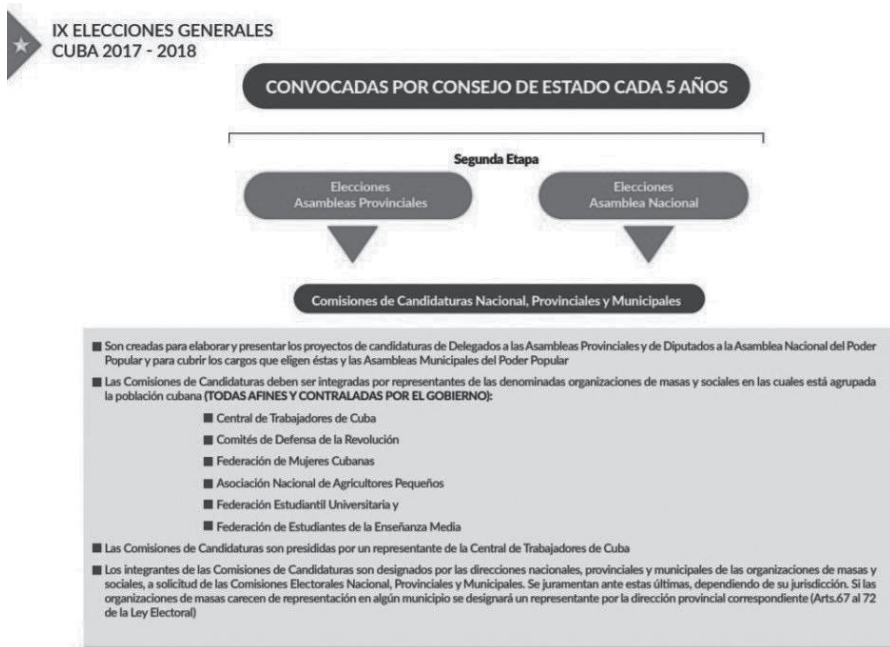 IX ELECCIONES GENERALES
CUBA 2017 - 2018
CONVOCADAS POR CONSEJO DE ESTADO CADA 5 AÑOS
Segunda Etapa
Elecciones
Asambleas Provinciales
Elecciones
Asamblea Nacional
Comisiones de Candidaturas Nacional, Provinciales y Municipales
Son creadas para elaborar y presentar los proyectos de candidaturas de Delegados a las Asambleas Provinciales y de Diputados a la Asamblea Nacional del Poder
Popular y para cubrir los cargos que eligen éstas y las Asambleas Municipales del Poder Popular
Las Comisiones de Candidaturas deben ser integradas por representantes de las denominadas organizaciones de masas y sociales en las cuales está agrupada
la población cubana (TODAS AFINES Y CONTRALADAS POR EL GOBIERNO):
Central de Trabajadores de Cuba
Comités de Defensa de la Revolución
Federación de Mujeres Cubanas
Asociación Nacional de Agricultores Pequeños
Federación Estudiantil Universitaria y
Federación de Estudiantes de la Enseñanza Media
Las Comisiones de Candidaturas son presididas por un representante de la Central de Trabajadores de Cuba
Los integrantes de las Comisiones de Candidaturas son designados por las direcciones nacionales, provinciales y municipales de las organizaciones de masas y
sociales, a solicitud de las Comisiones Electorales Nacional, Provinciales y Municipales. Se juramentan ante estas últimas, dependiendo de su jurisdicción. Si las
organizaciones de masas carecen de representación en algún municipio se designará un representante por la dirección provincial correspondiente (Arts.67 al 72
de la Ley Electoral)